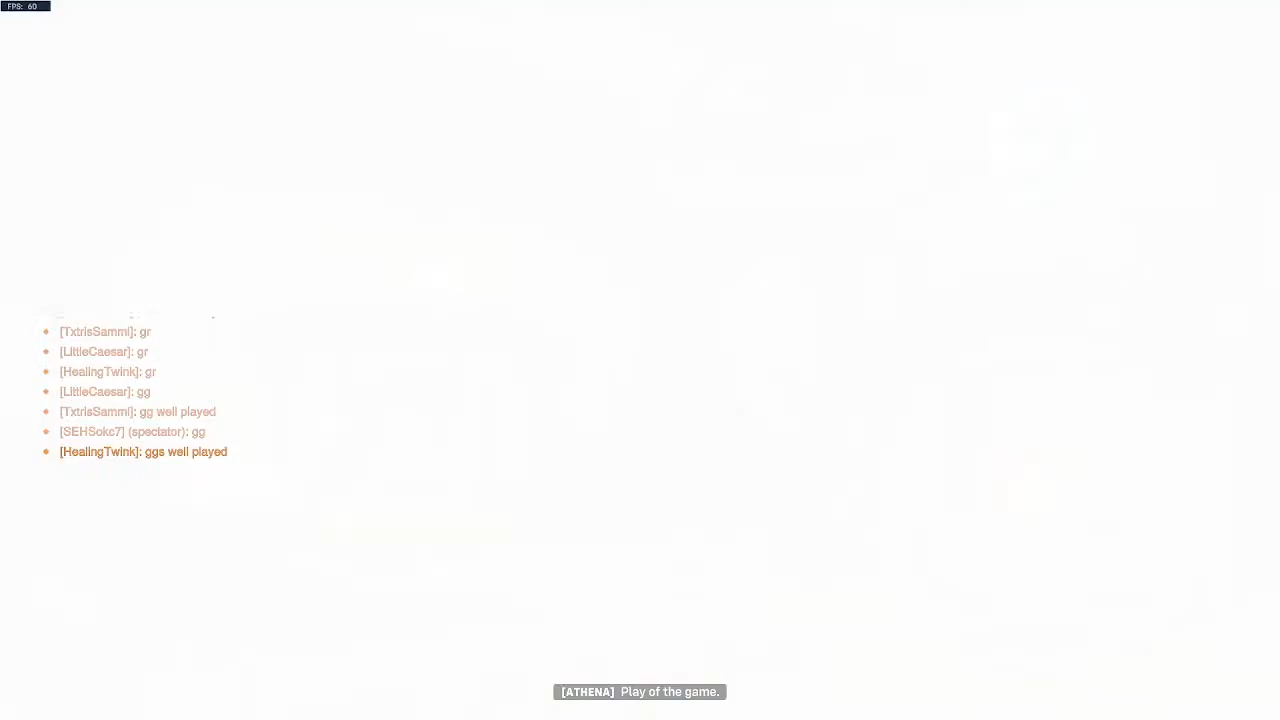 FPS: 60
[TxtrisSammi]: gr
[LittleCaesar]: gr
[HealingTwink]: gr
[LittleCaesar]: gg
[TxtrisSammi]: gg well played
[SEHSokc7] (spectator): gg
[HealingTwink]: ggs well played
[ATHENA] Play of the game.